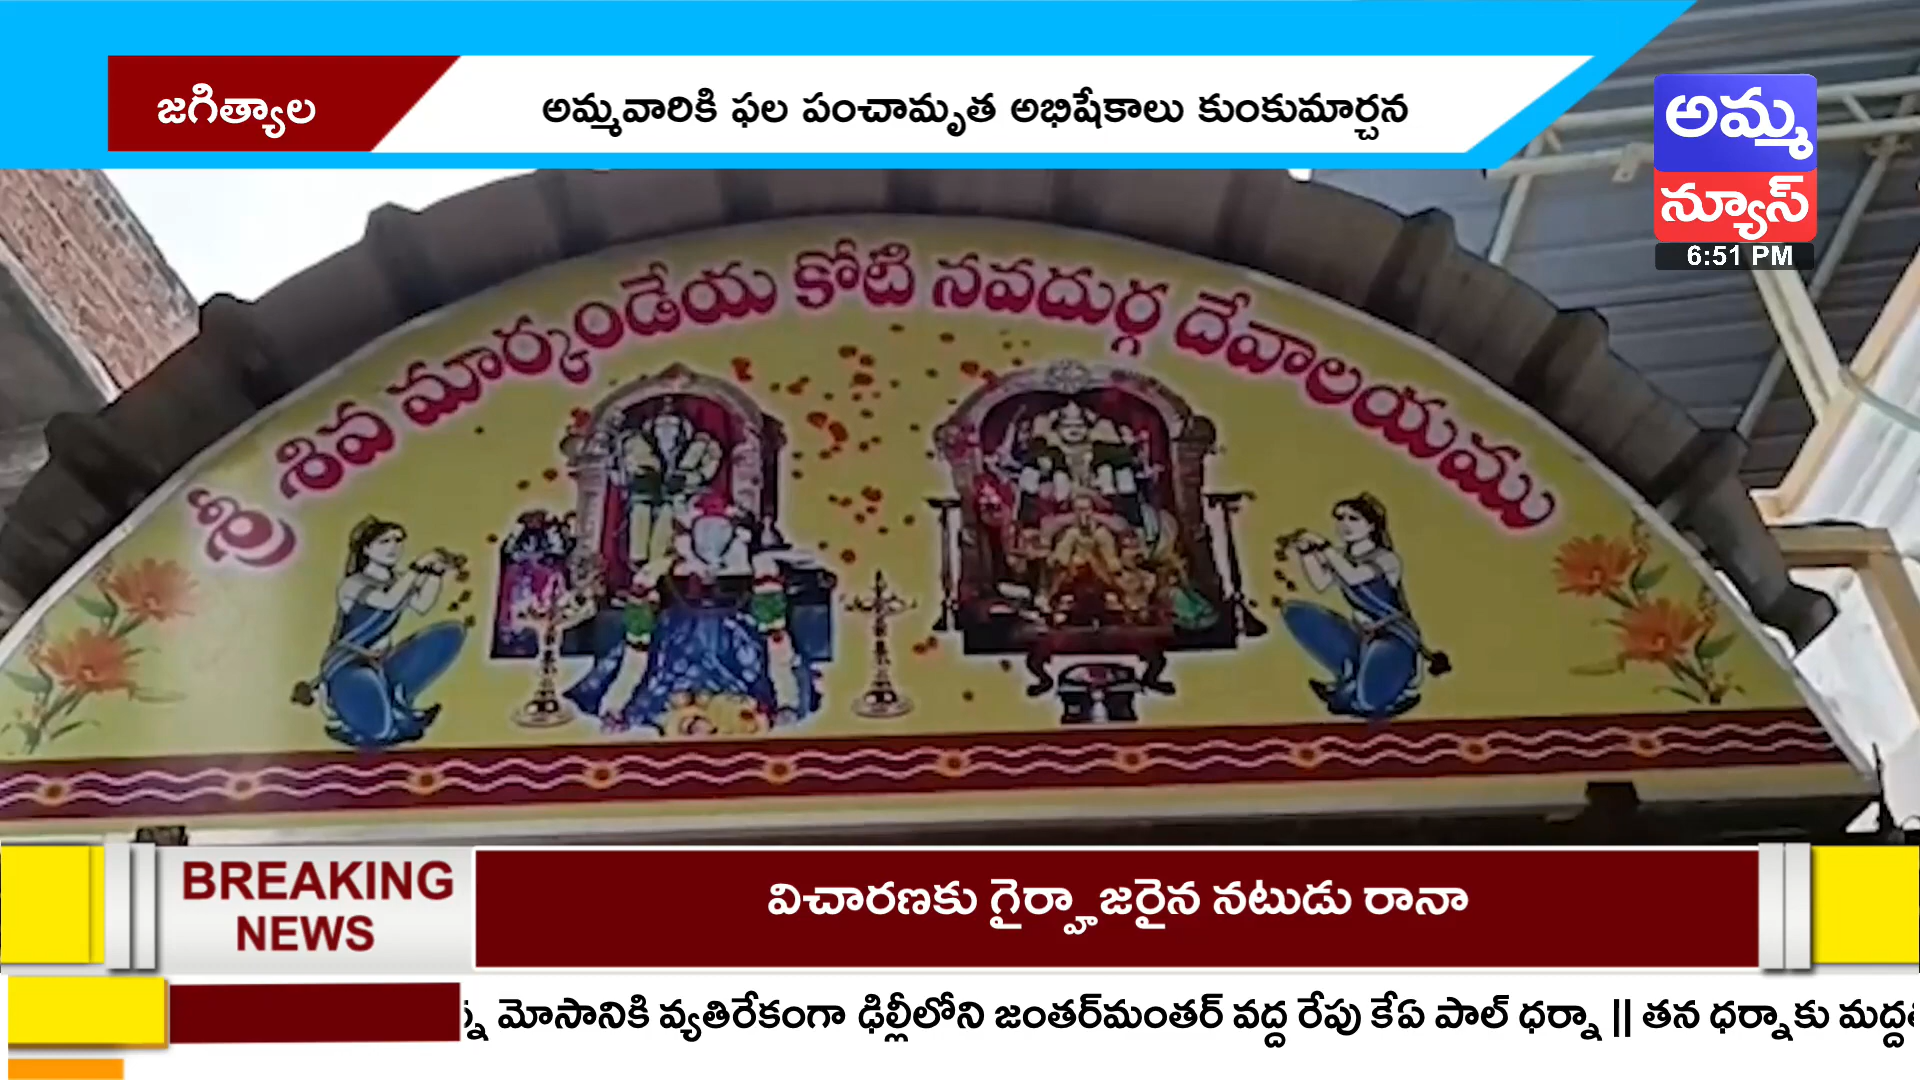 జగిత్యాల
అమ్మవారికి ఫల పంచామృత అభిషేకాలు కుంకుమార్చన
అమ్మ
న్యూస్
6:51 PM
శ్రీ శివ మార్కండేయ కోటి నవదుర్గ దేవాలయము
BREAKING
NEWS
విచారణకు గైర్హాజరైన నటుడు రానా
మోసానికి వ్యతిరేకంగా ఢిల్లీలోని జంతర్‌మంతర్ వద్ద రేపు కేఏ పాల్ ధర్నా || తన ధర్నాకు